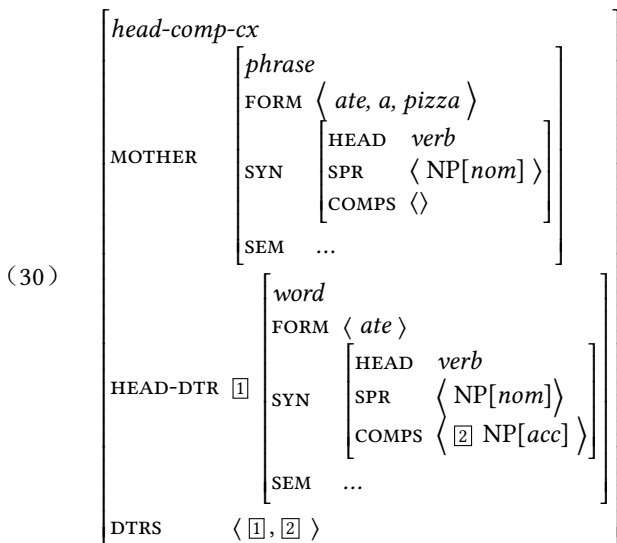 head-comp-cx
phrase
FORM ⟨ ate, a, pizza ⟩
HEAD verb
MOTHER SYN SPR ⟨ NP[nom] ⟩
COMPS ⟨⟩
SEM ...
(30)
word
FORM ⟨ ate ⟩
HEAD verb
HEAD-DTR 1 SYN SPR ⟨ NP[nom]⟩
COMPS ⟨ 2 NP[acc] ⟩
SEM ...
DTRS ⟨ 1, 2 ⟩